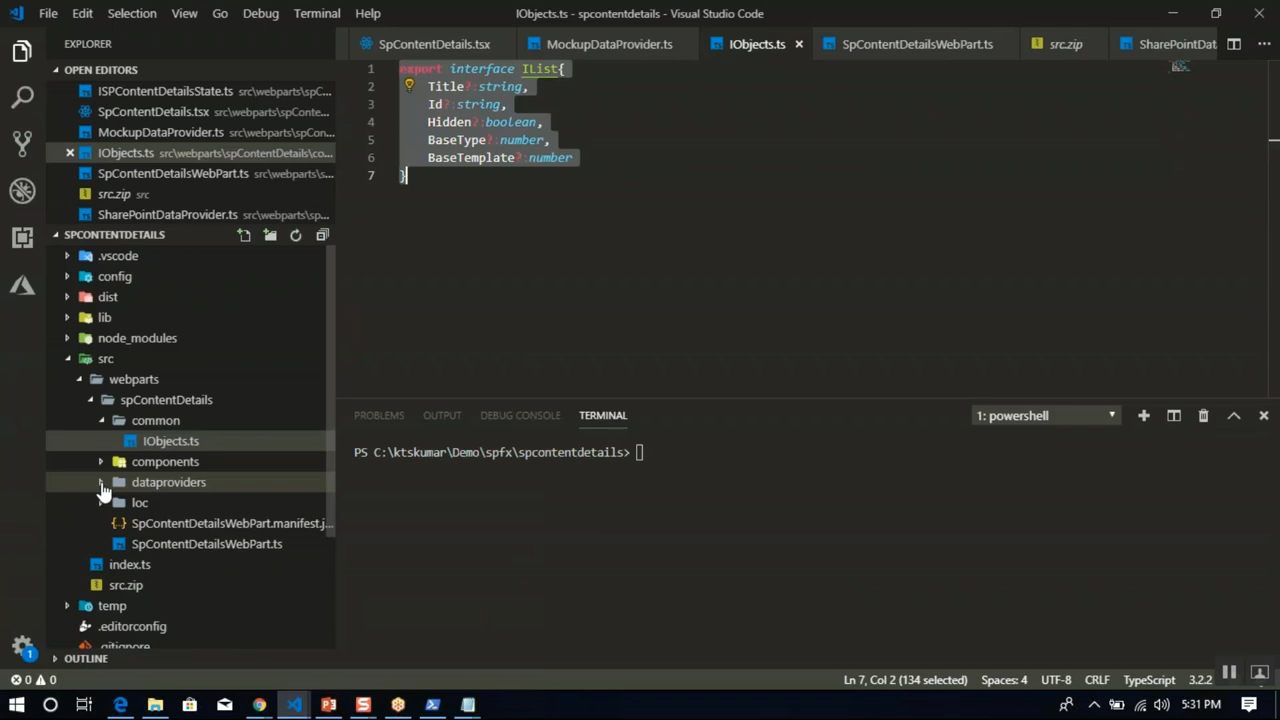 File Edit Selection View Go Debug Terminal Help
IObjects.ts - spcontentdetails - Visual Studio Code
EXPLORER
OPEN EDITORS
ISPContentDetailsState.ts src\webparts\spC...
SpContentDetails.tsx src\webparts\spConte...
MockupDataProvider.ts src\webparts\spCon...
IObjects.ts src\webparts\spContentDetails\co...
SpContentDetailsWebPart.ts src\webparts\s...
src.zip src
SharePointDataProvider.ts src\webparts\sp...
SPCONTENTDETAILS
.vscode
config
dist
lib
node_modules
src
webparts
spContentDetails
common
IObjects.ts
components
dataproviders
loc
SpContentDetailsWebPart.manifest.j...
SpContentDetailsWebPart.ts
index.ts
src.zip
temp
.editorconfig
.gitignore
OUTLINE
SpContentDetails.tsx
MockupDataProvider.ts
IObjects.ts
SpContentDetailsWebPart.ts
src.zip
SharePointDat
1 export interface IList{
2 Title?:string,
3 Id?:string,
4 Hidden?:boolean,
5 BaseType?:number,
6 BaseTemplate?:number
7 }
PROBLEMS OUTPUT DEBUG CONSOLE TERMINAL
1: powershell
PS C:\ktskumar\Demo\spfx\spcontentdetails>
1
0 0
Ln 7, Col 2 (134 selected) Spaces: 4 UTF-8 CRLF TypeScript 3.2.2
5:31 PM